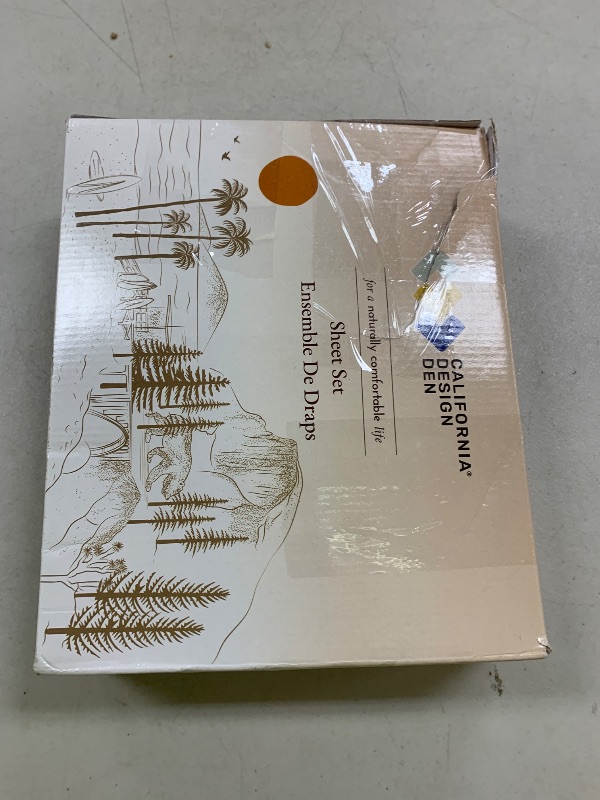 CALIFORNIA®
DESIGN
DEN
for a naturally comfortable life
Sheet Set
Ensemble De Draps